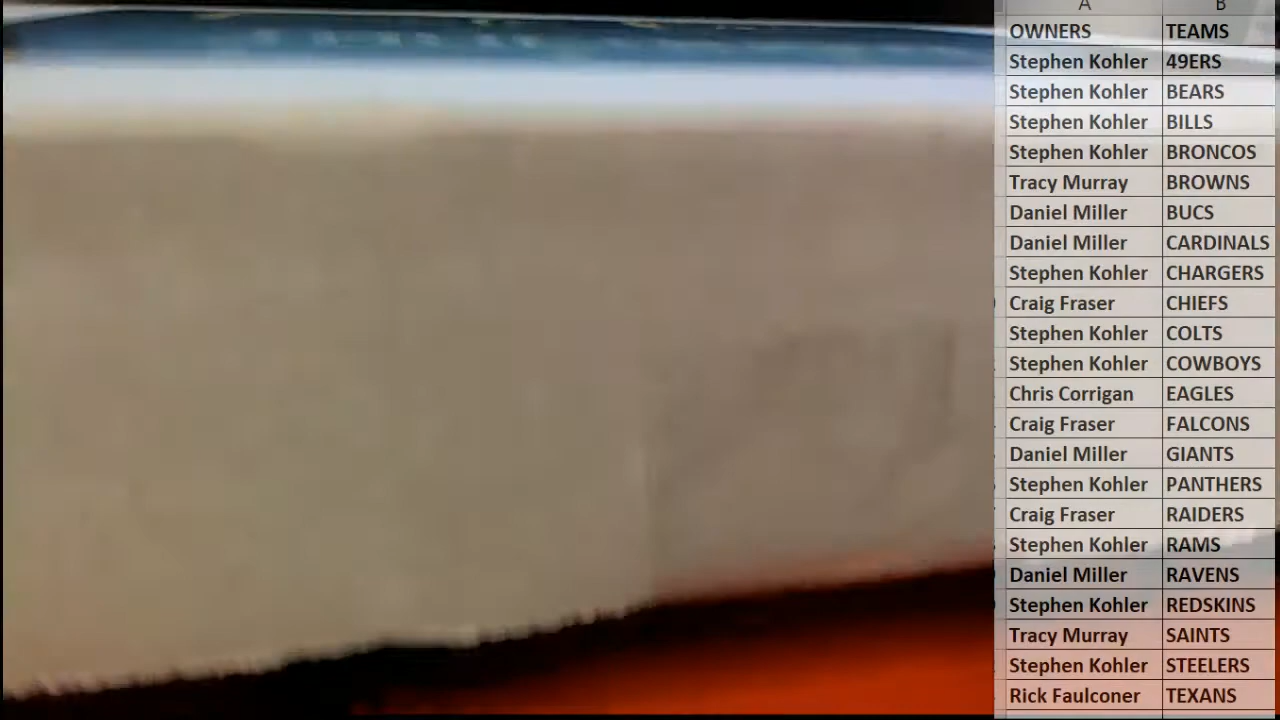 A B
OWNERS TEAMS
Stephen Kohler 49ERS
Stephen Kohler BEARS
Stephen Kohler BILLS
Stephen Kohler BRONCOS
Tracy Murray BROWNS
Daniel Miller BUCS
Daniel Miller CARDINALS
Stephen Kohler CHARGERS
Craig Fraser CHIEFS
Stephen Kohler COLTS
Stephen Kohler COWBOYS
Chris Corrigan EAGLES
Craig Fraser FALCONS
Daniel Miller GIANTS
Stephen Kohler PANTHERS
Craig Fraser RAIDERS
Stephen Kohler RAMS
Daniel Miller RAVENS
Stephen Kohler REDSKINS
Tracy Murray SAINTS
Stephen Kohler STEELERS
Rick Faulconer TEXANS